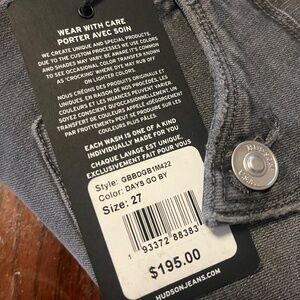 WEAR WITH CARE
PORTER AVEC SOIN
WE CREATE UNIQUE AND SPECIAL PRODUCTS.
DUE TO THE CUSTOM PROCESSES WE USE COLORS
AND SHADES MAY VARY. BE AWARE IT'S COMMON
TO SEE OCCASIONAL COLOR TRANSFER KNOWN
AS 'CROCKING' WHERE DYE MAY RUB OFF
ON LIGHTER COLORS.
NOUS CRÉONS DES PRODUITS ORIGINAUX ET
UNIQUES. EN RAISON DE NOS PROCÉDÉS, LES
COULEURS ET LES NUANCES PEUVENT VARIER.
SOYEZ CONSCIENT QU'OCCASIONNELLEMENT, UN
TRANSFERT DE COULEUR APPELÉ «DÉGORGEMENT
PAR FROTTEMENT» PEUT SE PRODUIRE SUR LES
COULEURS PLUS PÂLES.
EACH WASH IS ONE OF A KIND
INDIVIDUALLY MADE FOR YOU
CHAQUE LAVAGE EST UNIQUE.
EXCLUSIVEMENT FAIT POUR VOUS
Style: GBBDGB1M422
Color: DAYS GO BY
Size: 27
1 93372 88383
$195.00
HUDSONJEANS.COM
HUDSON